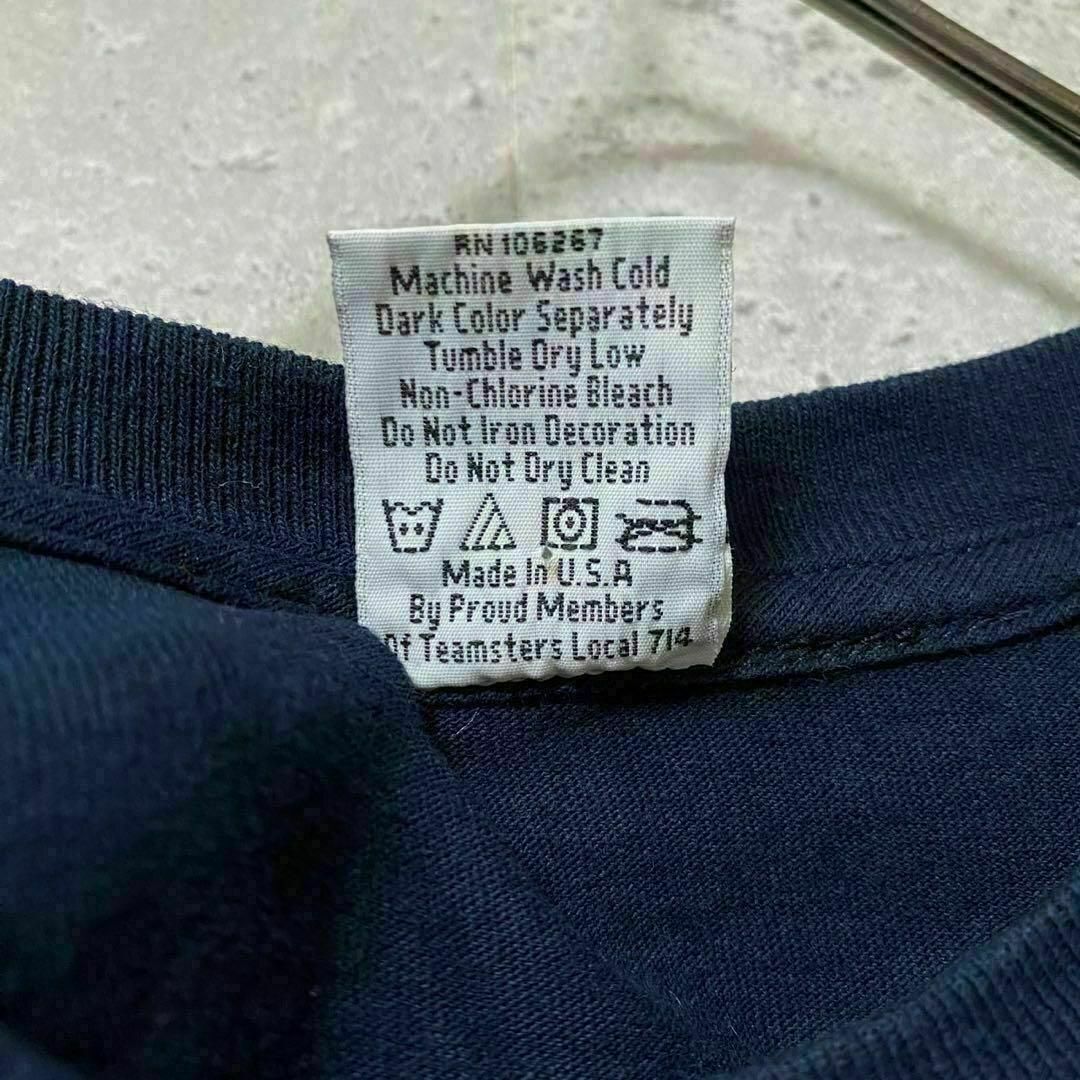 RN 106267
Machine Wash Cold
Dark Color Separately
Tumble Dry Low
Non-Chlorine Bleach
Do Not Iron Decoration
Do Not Dry Clean
Made In U.S.A
By Proud Members
Of Teamsters Local 714